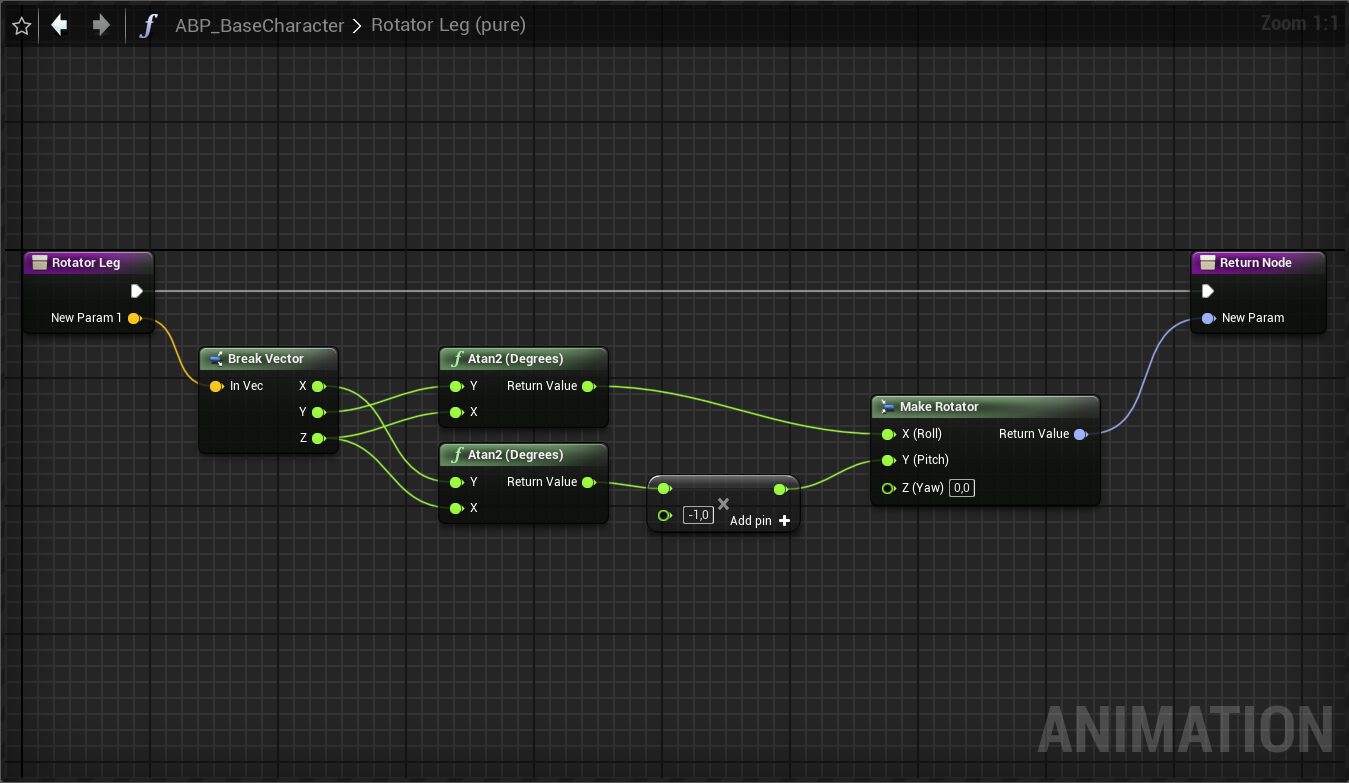 ABP_BaseCharacter > Rotator Leg (pure)
Zoom 1:1
Rotator Leg
New Param 1
Return Node
New Param
Break Vector
In Vec
X
Y
Z
f Atan2 (Degrees)
Y
Return Value
X
f Atan2 (Degrees)
Y
Return Value
X
-1,0
Add pin +
Make Rotator
X (Roll)
Return Value
Y (Pitch)
Z (Yaw) 0,0
ANIMATION